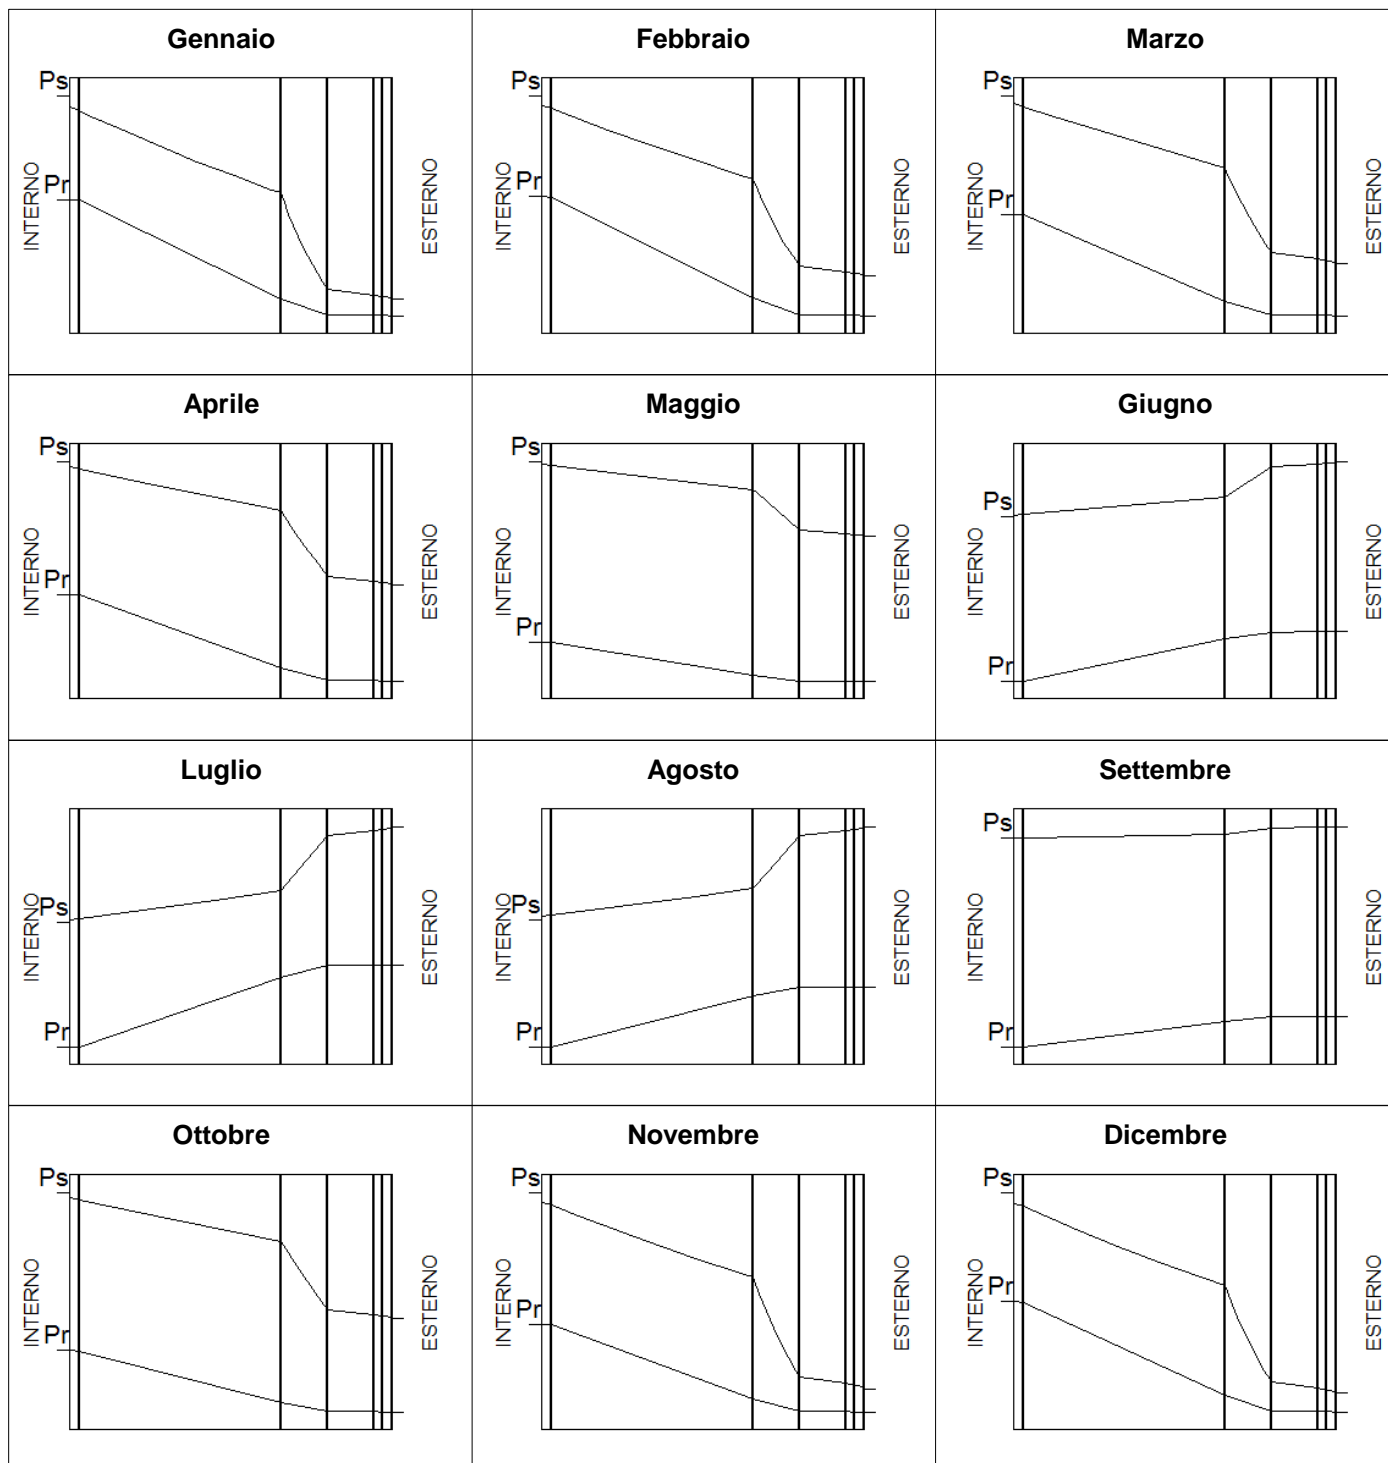 Gennaio
Ps
Pr
INTERNO
ESTERNO
Febbraio
Ps
Pr
INTERNO
ESTERNO
Marzo
Ps
Pr
INTERNO
ESTERNO
Aprile
Ps
Pr
INTERNO
ESTERNO
Maggio
Ps
Pr
INTERNO
ESTERNO
Giugno
Ps
Pr
INTERNO
ESTERNO
Luglio
Ps
Pr
INTERNO
ESTERNO
Agosto
Ps
Pr
INTERNO
ESTERNO
Settembre
Ps
Pr
INTERNO
ESTERNO
Ottobre
Ps
Pr
INTERNO
ESTERNO
Novembre
Ps
Pr
INTERNO
ESTERNO
Dicembre
Ps
Pr
INTERNO
ESTERNO